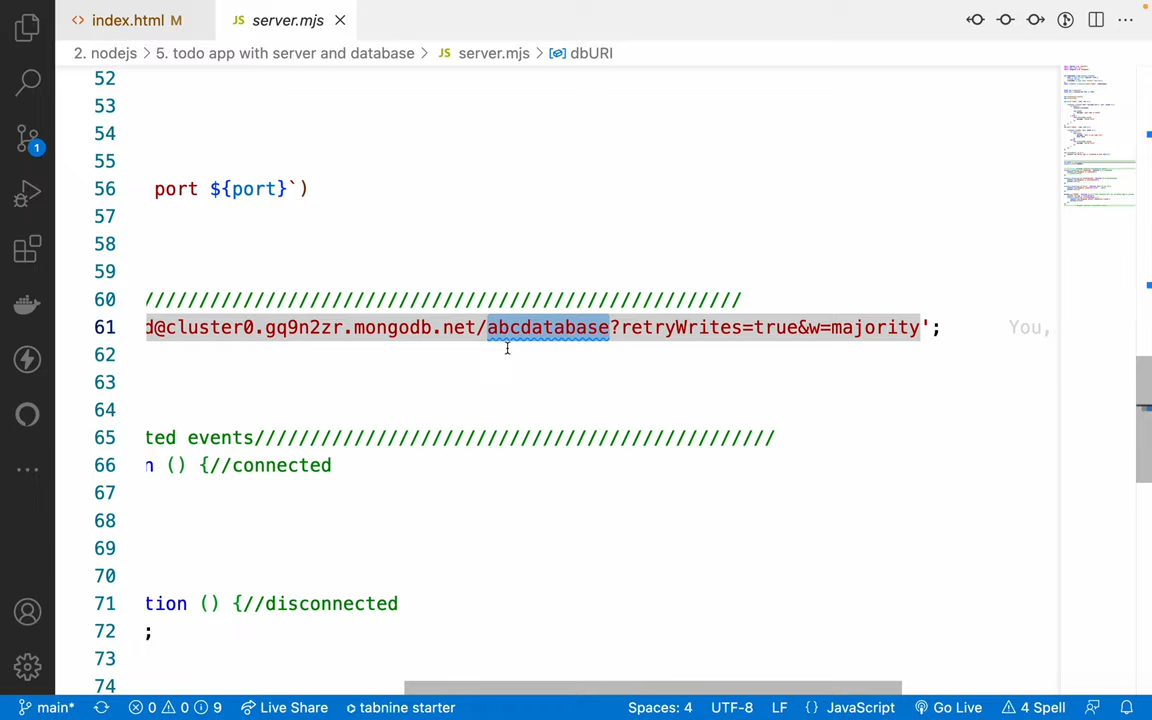 <> index.html M
JS server.mjs ×
2. nodejs > 5. todo app with server and database > JS server.mjs > dbURI
52
53
54
55
56 port ${port}`)
57
58
59
60 //////////////////////////////////////////////////////
61 d@cluster0.gq9n2zr.mongodb.net/abcdatabase?retryWrites=true&w=majority'; You,
62
63
64
65 ted events///////////////////////////////////////////////
66 n () {//connected
67
68
69
70
71 tion () {//disconnected
72 ;
73
74
1
main* 0 0 9 Live Share tabnine starter Spaces: 4 UTF-8 LF {} JavaScript Go Live 4 Spell